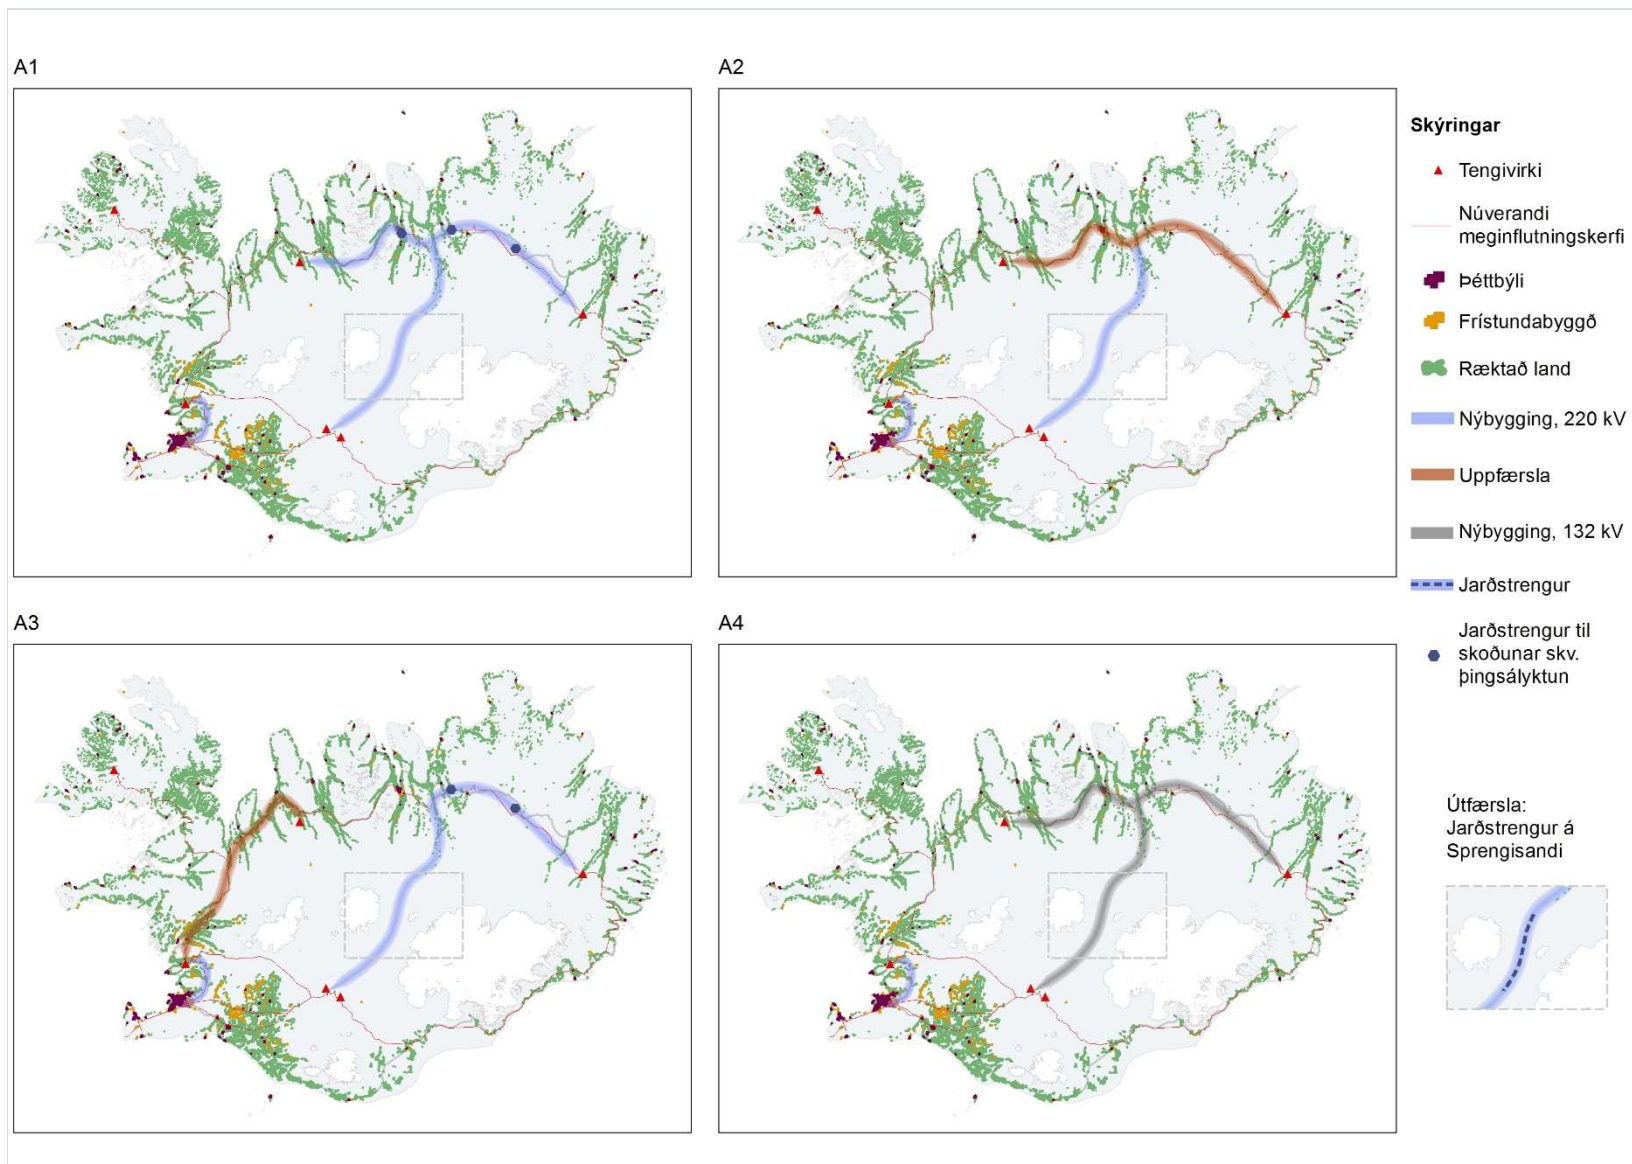 A1
A2
Skýringar
Tengivirki
Núverandi
meginflutningskerfi
Þéttbýli
Frístundabyggð
Ræktað land
Nýbygging, 220 kV
Uppfærsla
Nýbygging, 132 kV
Jarðstrengur
Jarðstrengur til
skoðunar skv.
þingsályktun
A3
A4
Útfærsla:
Jarðstrengur á
Sprengisandi